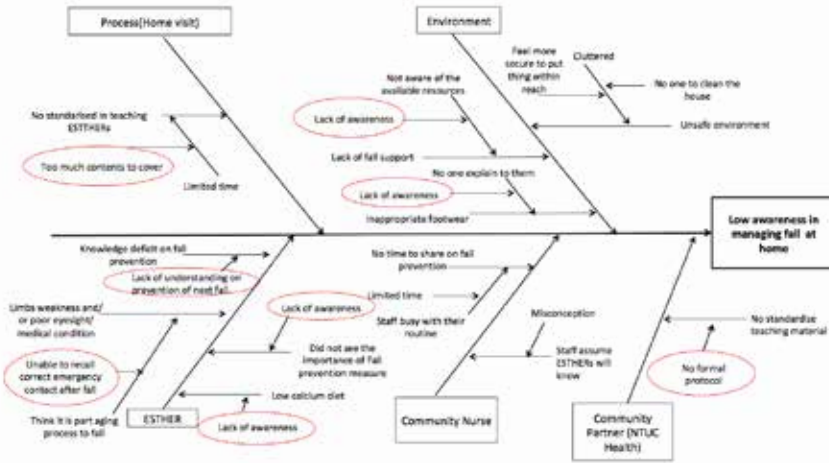 Process(Home visit)
Environment
Feel more
secure to put
thing within
reach
Cluttered
No one to clean the
house
Not aware of the
available resources
Lack of awareness
Unsafe environment
No standarised in teaching
ESTTHERs
Too much contents to cover
Limited time
Lack of fall support
No one explain to them
Lack of awareness
Inappropriate footwear
Low awareness in
managing fall at
home
Knowledge deficit on fall
prevention
Lack of understanding on
prevention of next fall
Limbs weakness and/
or poor eyesight/
medical condition
Lack of awareness
Unable to recall
correct emergency
contact after fall
Did not see the
importance of fall
prevention measure
Think it is part aging
process to fall
Low calcium diet
Lack of awareness
ESTHER
No time to share on fall
prevention
Limited time
Staff busy with their
routine
Misconception
Staff assume
ESTHERs will
know
Community Nurse
No standardise
teaching material
No formal
protocol
Community
Partner (NTUC
Health)